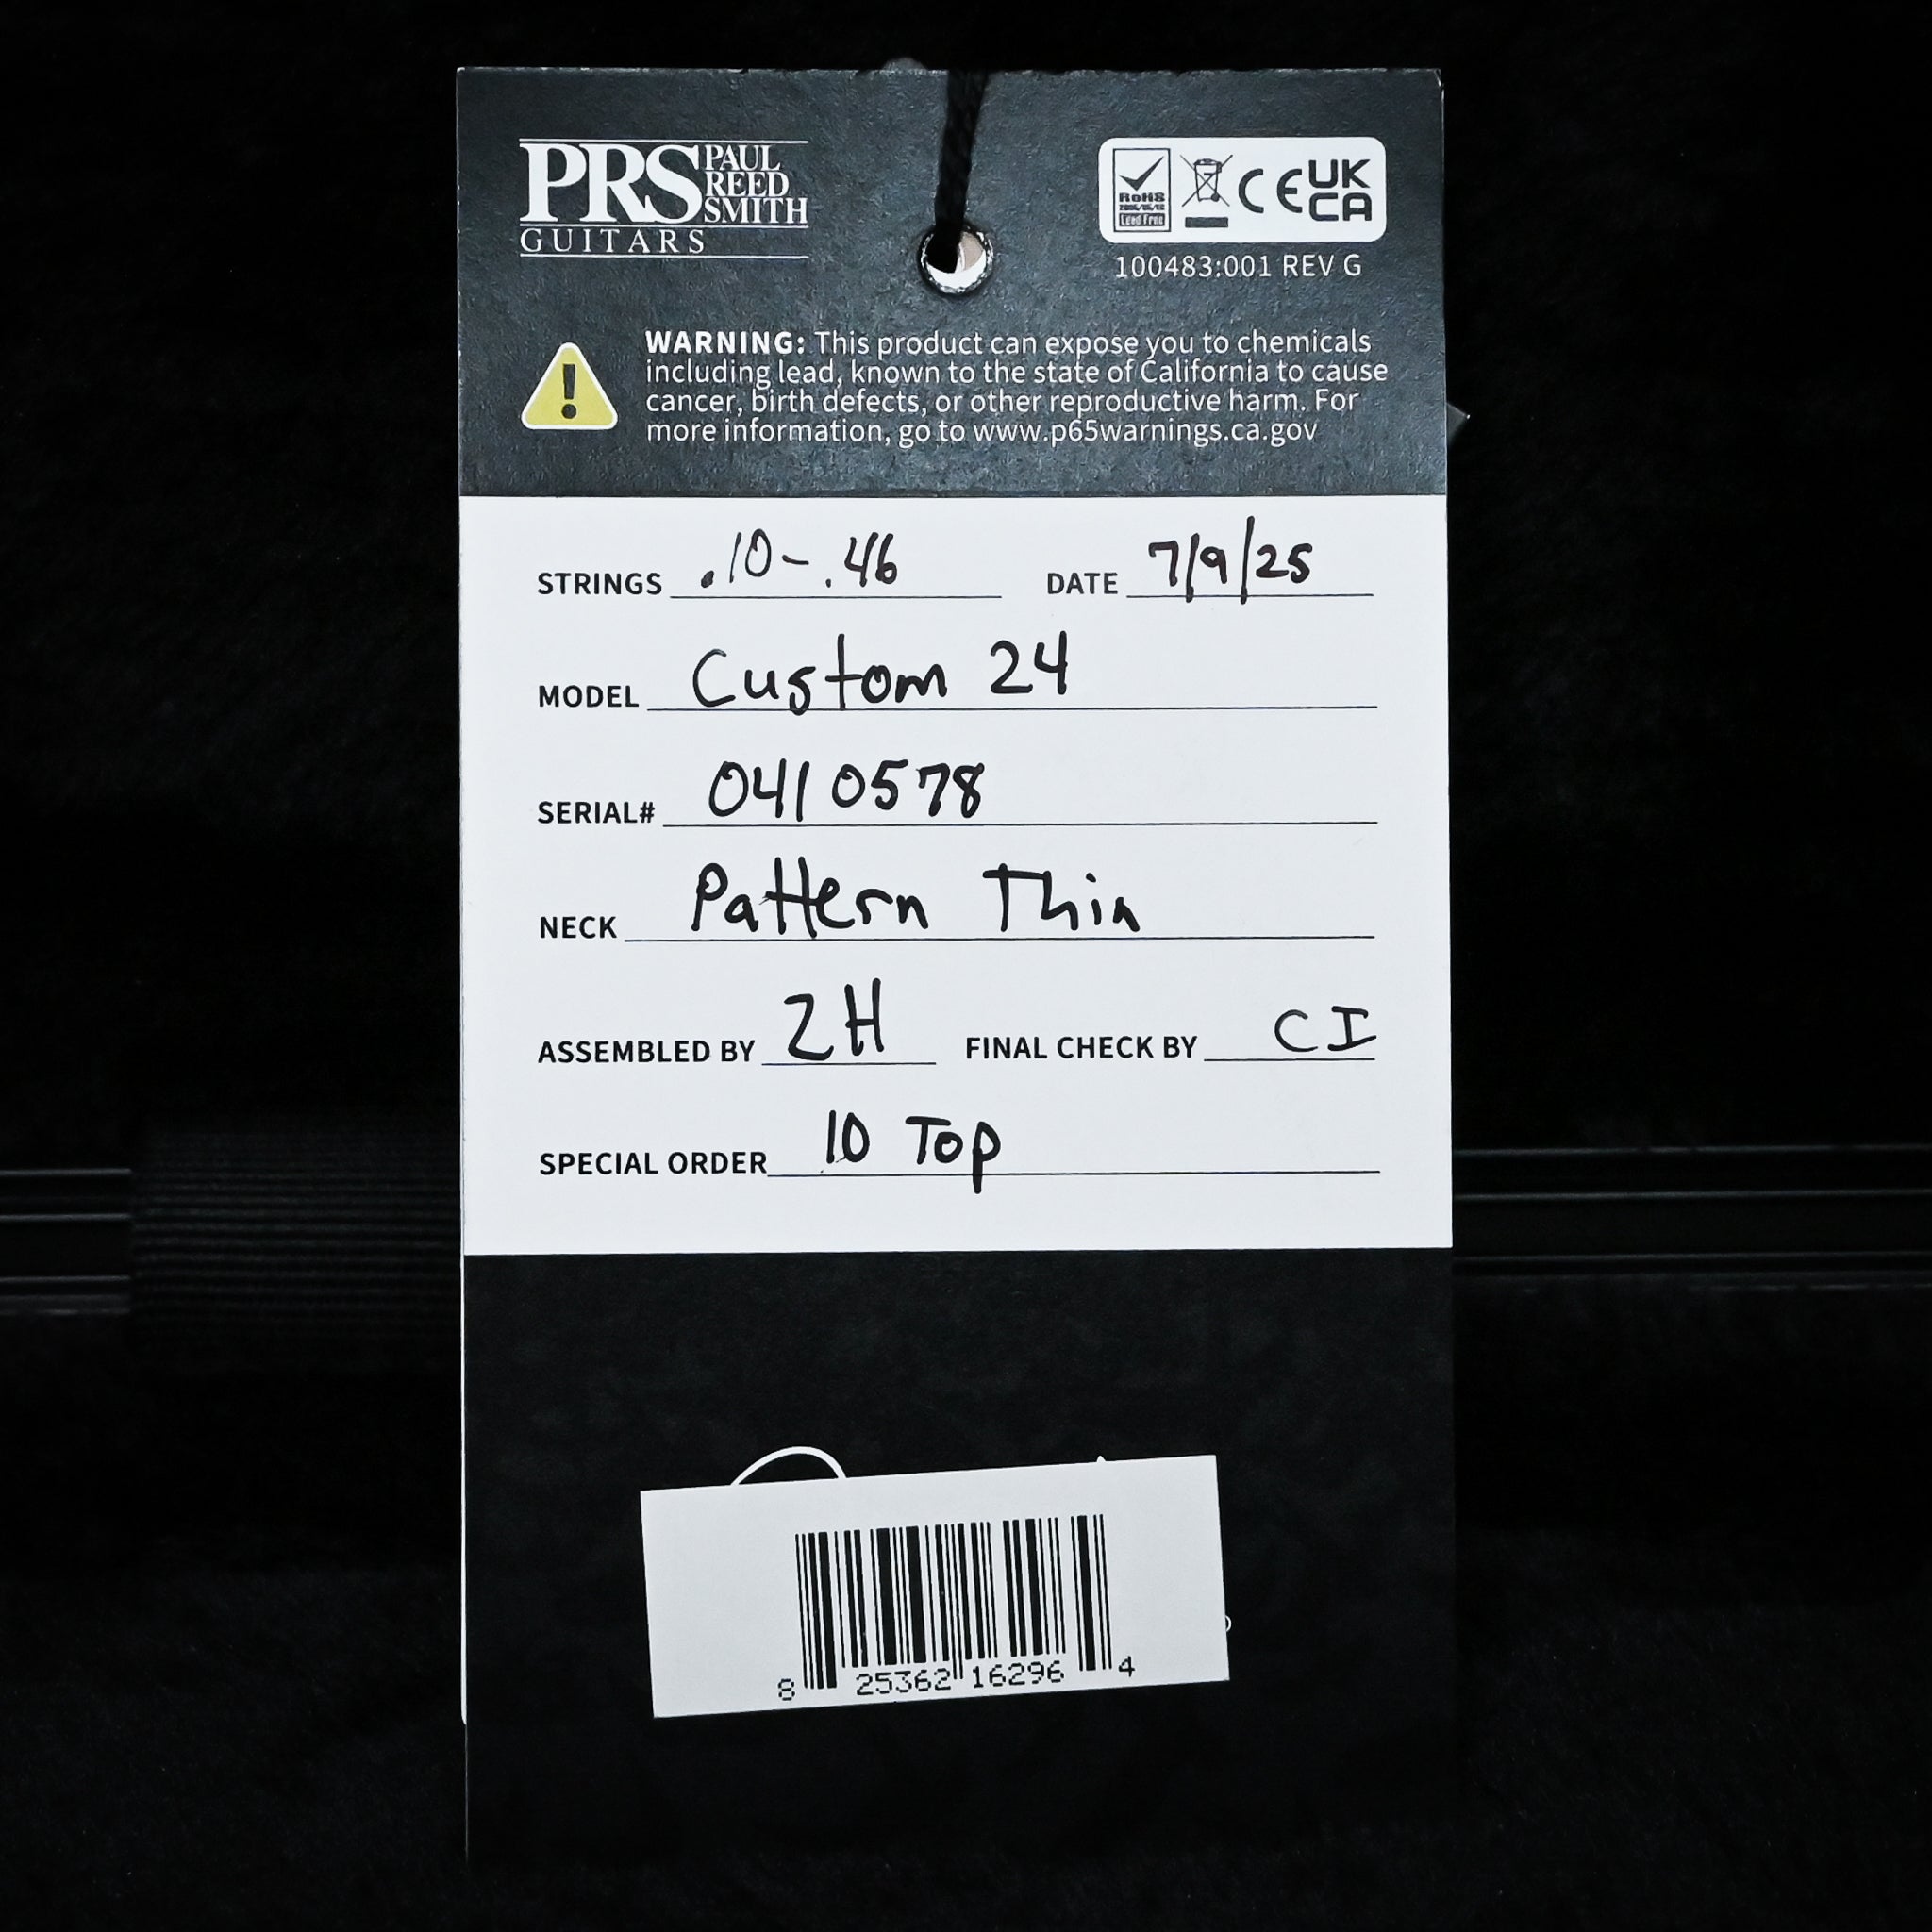 PRS PAUL REED SMITH
GUITARS
RoHS
Lead Free
CE UK CA
100483:001 REV G
WARNING: This product can expose you to chemicals
including lead, known to the state of California to cause
cancer, birth defects, or other reproductive harm. For
more information, go to www.p65warnings.ca.gov
STRINGS .10-.46 DATE 7/9/25
MODEL Custom 24
SERIAL# 0410578
NECK Pattern Thin
ASSEMBLED BY ZH FINAL CHECK BY CI
SPECIAL ORDER 10 Top
8 25362 16296 4